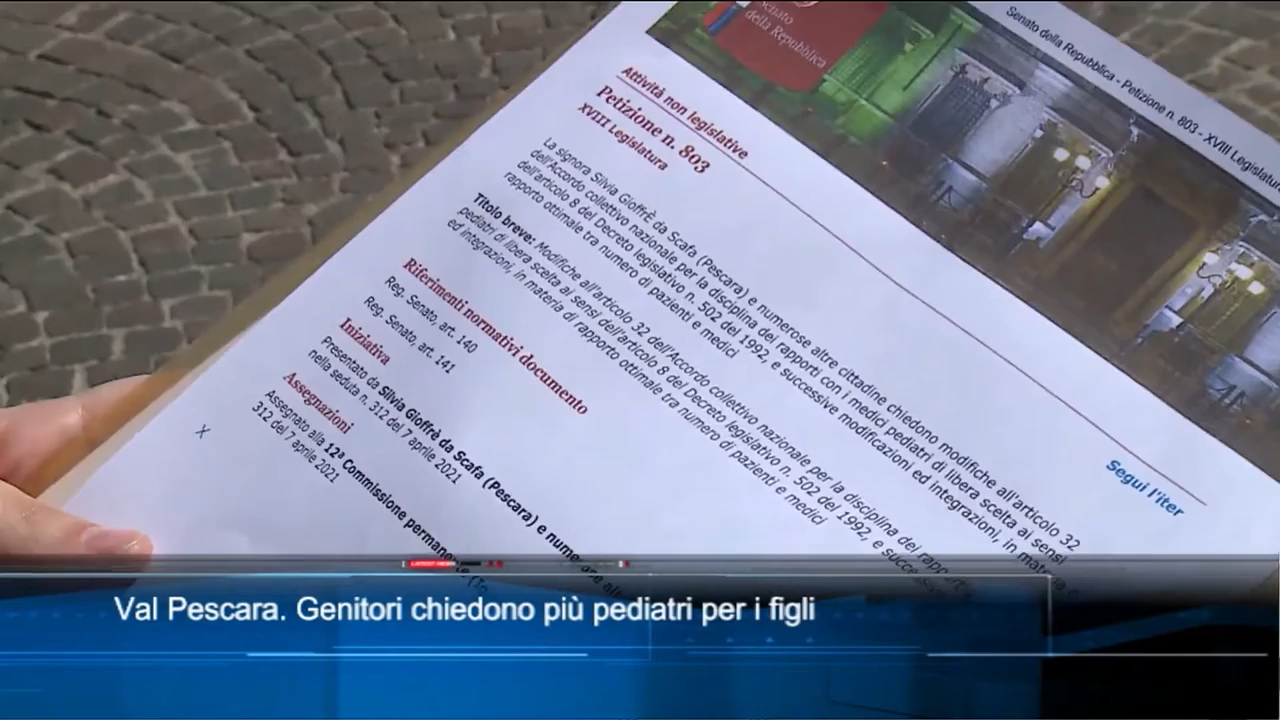 Senato
della Repubblica
Senato della Repubblica - Petizione n. 803 - XVIII Legislatura
Attività non legislative
Petizione n. 803
XVIII Legislatura
Segui l'iter
La signora Silvia Gioffrè da Scafa (Pescara) e numerose altre cittadine chiedono modifiche all'articolo 32
dell'Accordo collettivo nazionale per la disciplina dei rapporti con i medici pediatri di libera scelta ai sensi
dell'articolo 8 del Decreto legislativo n. 502 del 1992, e successive modificazioni ed integrazioni, in materia
rapporto ottimale tra numero di pazienti e medici
Titolo breve: Modifiche all'articolo 32 dell'Accordo collettivo nazionale per la disciplina dei
pediatri di libera scelta ai sensi dell'articolo 8 del Decreto legislativo n. 502 del 1992, e
ed integrazioni, in materia di rapporto ottimale tra numero di pazienti e medici
Riferimenti normativi documento
Reg. Senato, art. 140
Reg. Senato, art. 141
Iniziativa
Presentato da Silvia Gioffrè da Scafa (Pescara) e
nella seduta n. 312 del 7 aprile 2021
Assegnazioni
Assegnato alla 12ª Commissione
312 del 7 aprile 2021
X
LATEST NEWS
Val Pescara. Genitori chiedono più pediatri per i figli